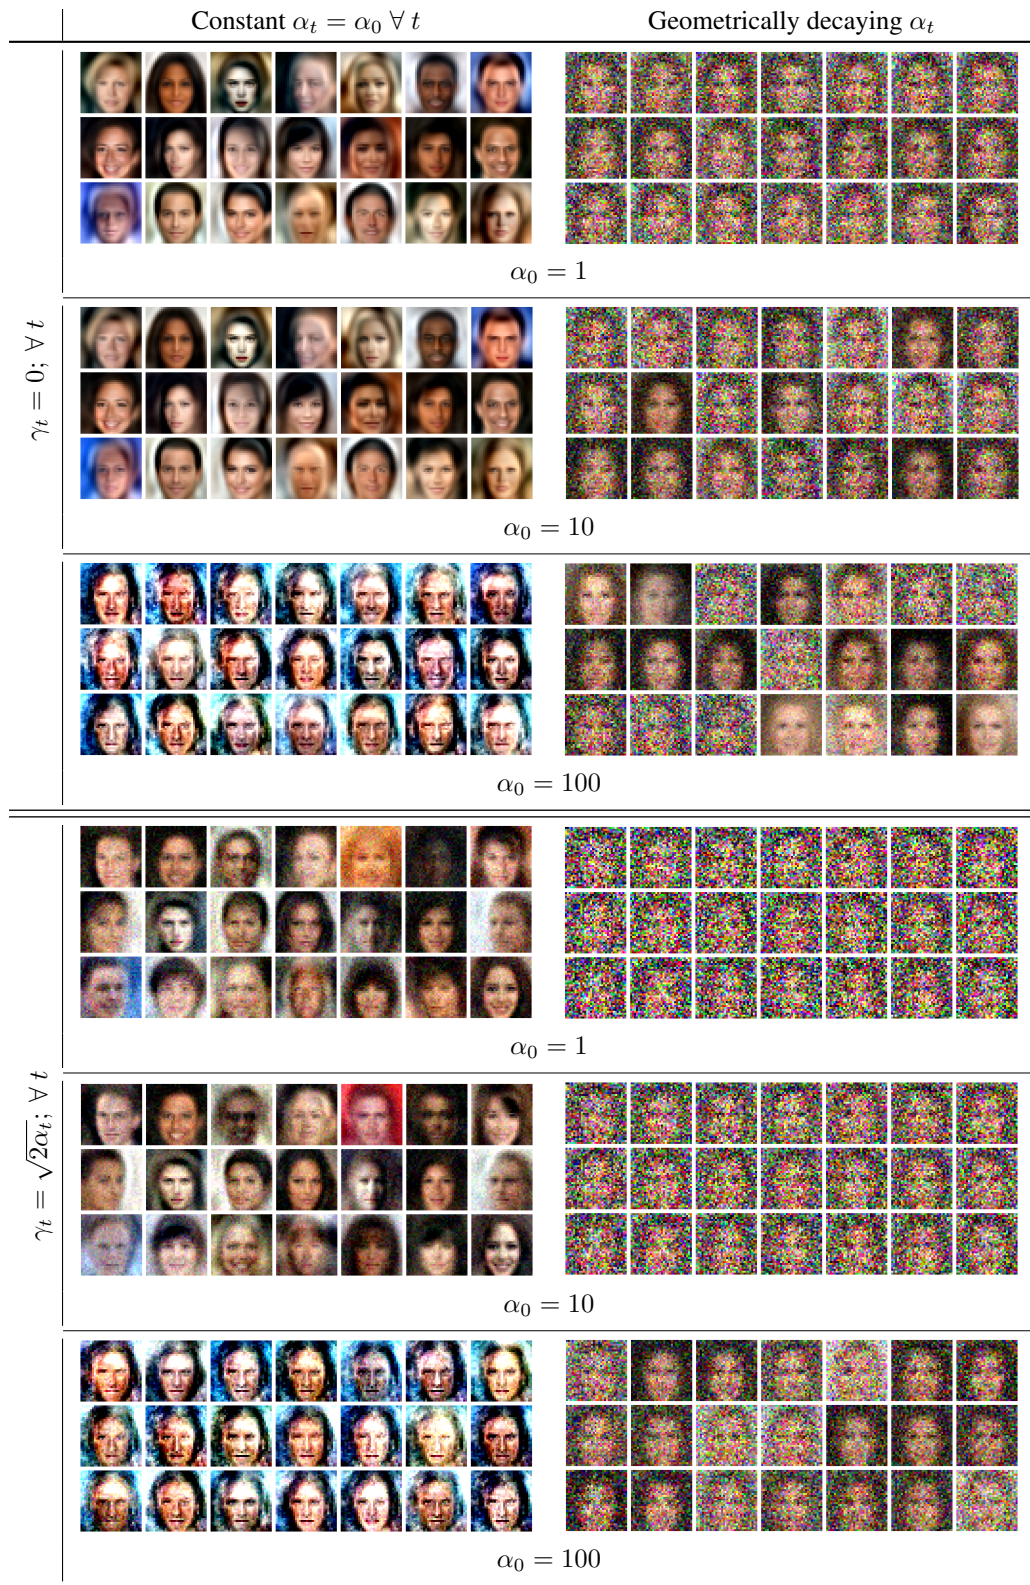 Constant αₜ = α₀ ∀ t
Geometrically decaying αₜ
α₀ = 1
γₜ = 0; ∀ t
α₀ = 10
α₀ = 100
α₀ = 1
γₜ = √2αₜ; ∀ t
α₀ = 10
α₀ = 100